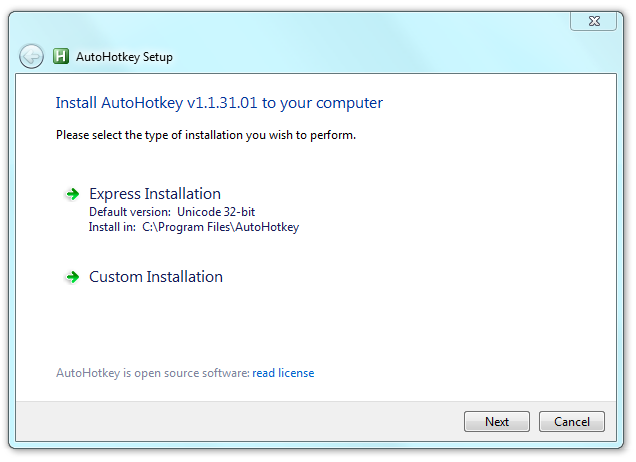 AutoHotkey Setup
Install AutoHotkey v1.1.31.01 to your computer
Please select the type of installation you wish to perform.
Express Installation
Default version: Unicode 32-bit
Install in: C:\Program Files\AutoHotkey
Custom Installation
AutoHotkey is open source software: read license
Next Cancel